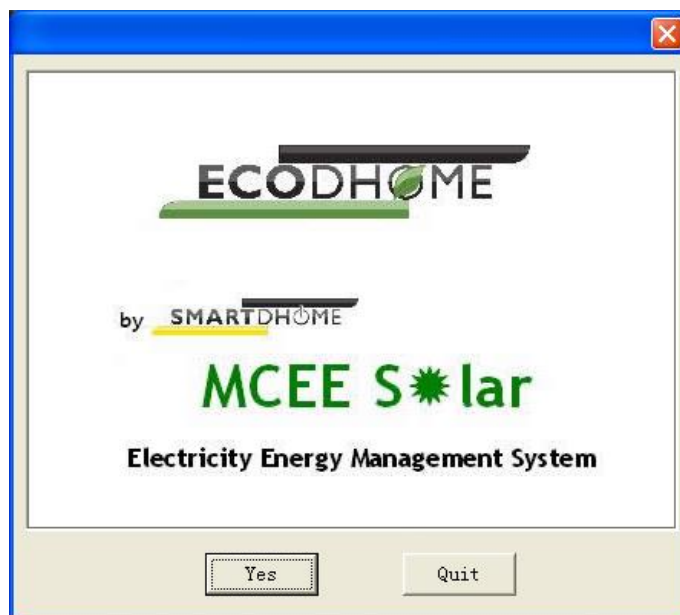 ECODHOME
by SMARTDHOME
MCEE Solar
Electricity Energy Management System
Yes Quit